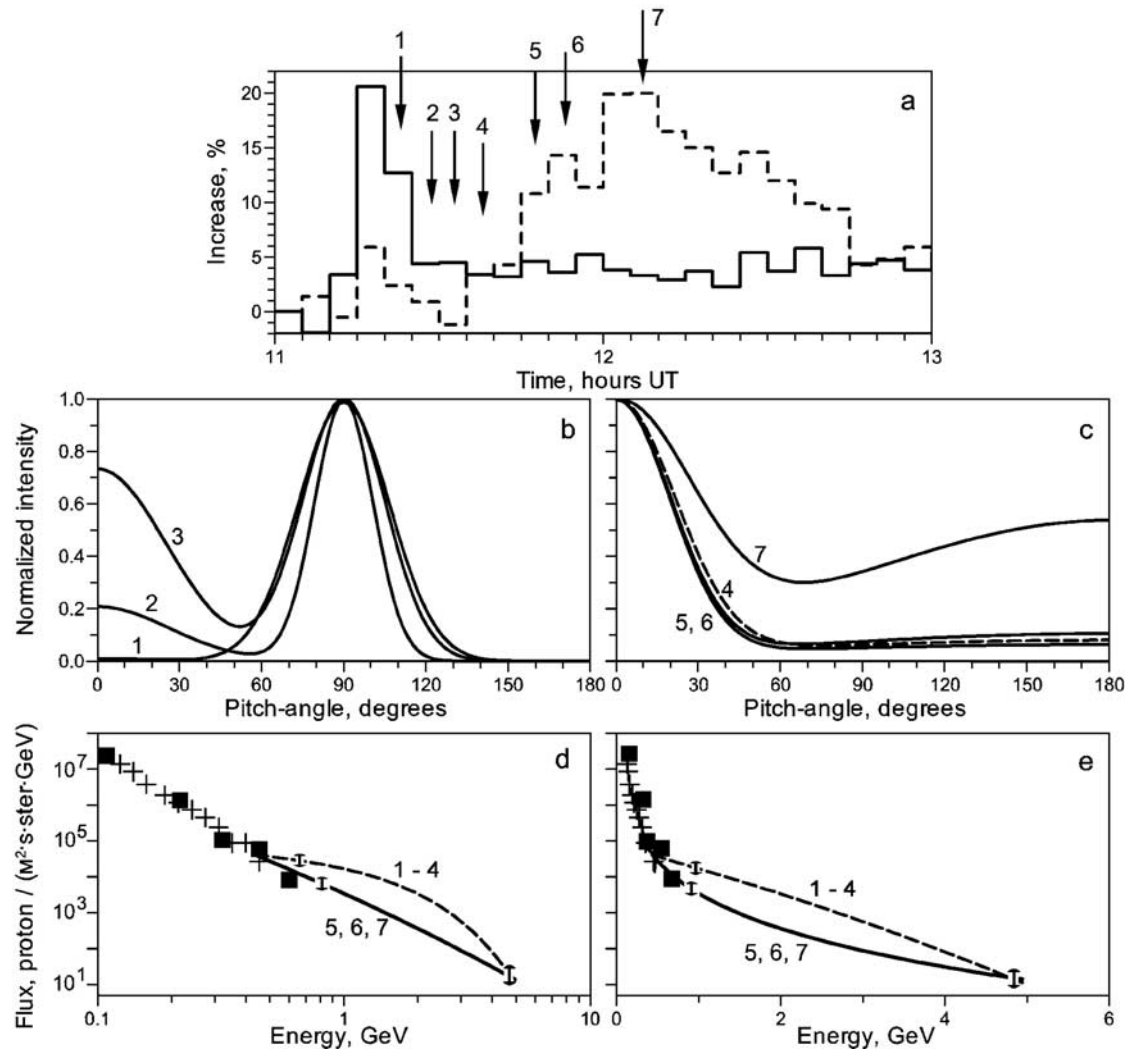 1 5 6 7
2 3 4
a
Increase, %
20
15
10
5
0
11 12 13
Time, hours UT
Normalized intensity
1.0
0.8
0.6
0.4
0.2
0.0
b
3
2
1
0 30 60 90 120 150 180
Pitch-angle, degrees
c
7
4
5, 6
0 30 60 90 120 150 180
Pitch-angle, degrees
Flux, proton / (м²·s·ster·GeV)
10⁷
10⁵
10³
10¹
d
1 - 4
5, 6, 7
0.1 1 10
Energy, GeV
e
1 - 4
5, 6, 7
0 2 4 6
Energy, GeV